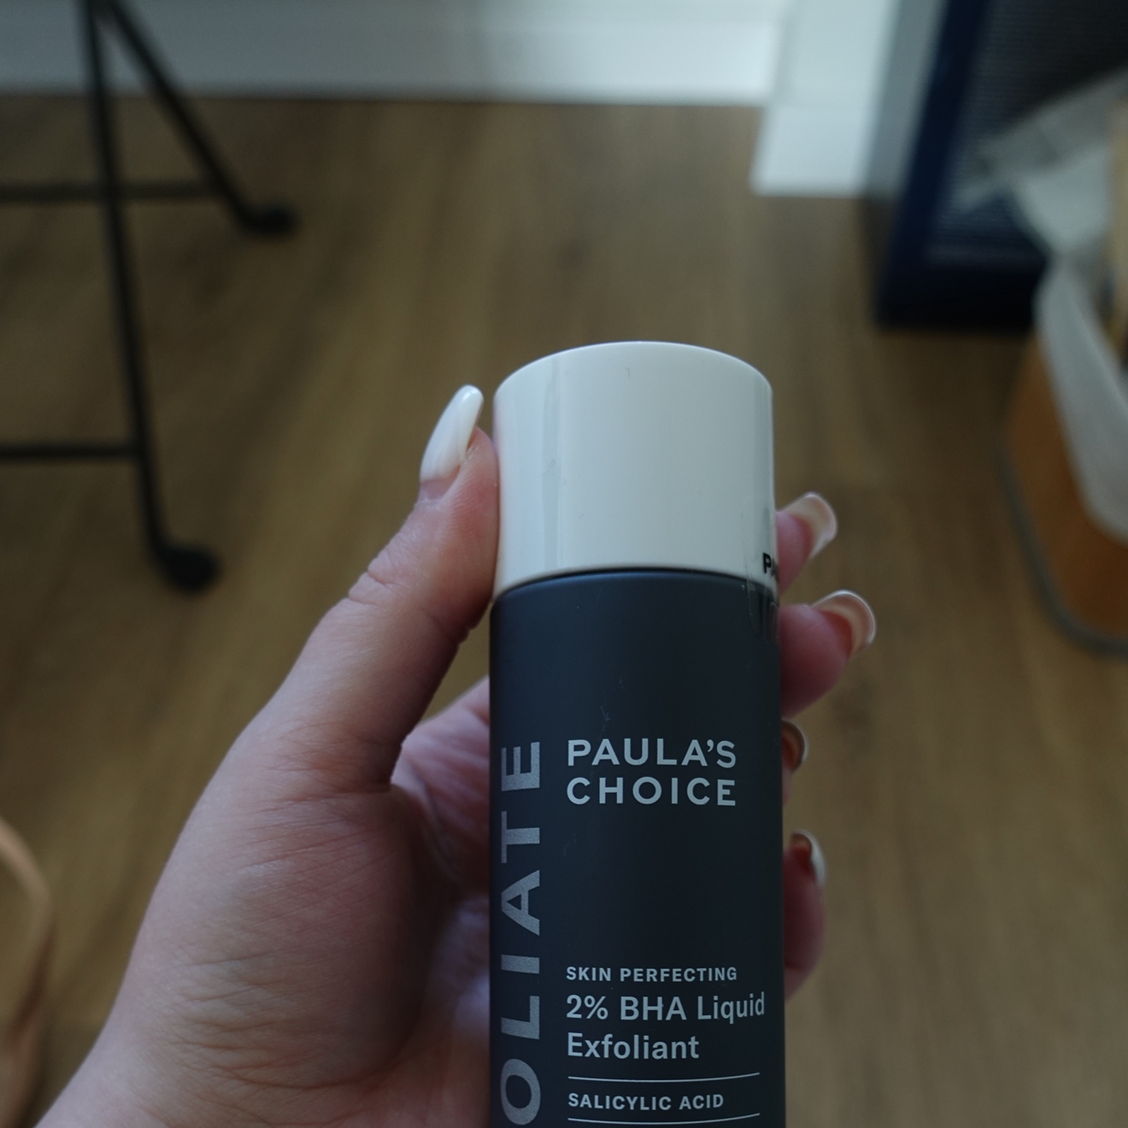 PAULA'S
CHOICE
SKIN PERFECTING
2% BHA Liquid
Exfoliant
SALICYLIC ACID
OLIATE